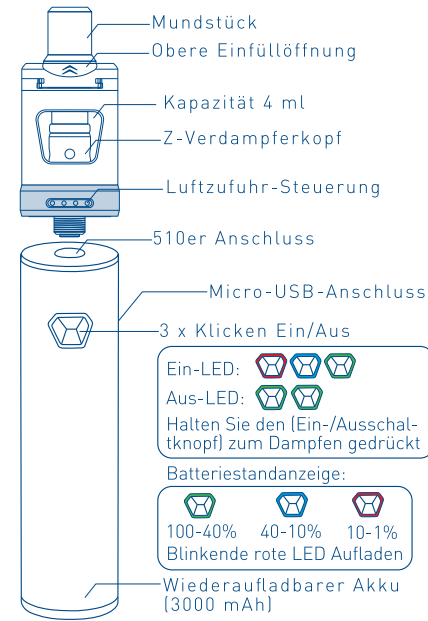 Mundstück
Obere Einfüllöffnung
Kapazität 4 ml
Z-Verdampferkopf
Luftzufuhr-Steuerung
510er Anschluss
Micro-USB-Anschluss
3 x Klicken Ein/Aus
Ein-LED:
Aus-LED:
Halten Sie den (Ein-/Ausschal-
tknopf) zum Dampfen gedrückt
Batteriestandanzeige:
100-40% 40-10% 10-1%
Blinkende rote LED Aufladen
Wiederaufladbarer Akku
(3000 mAh)